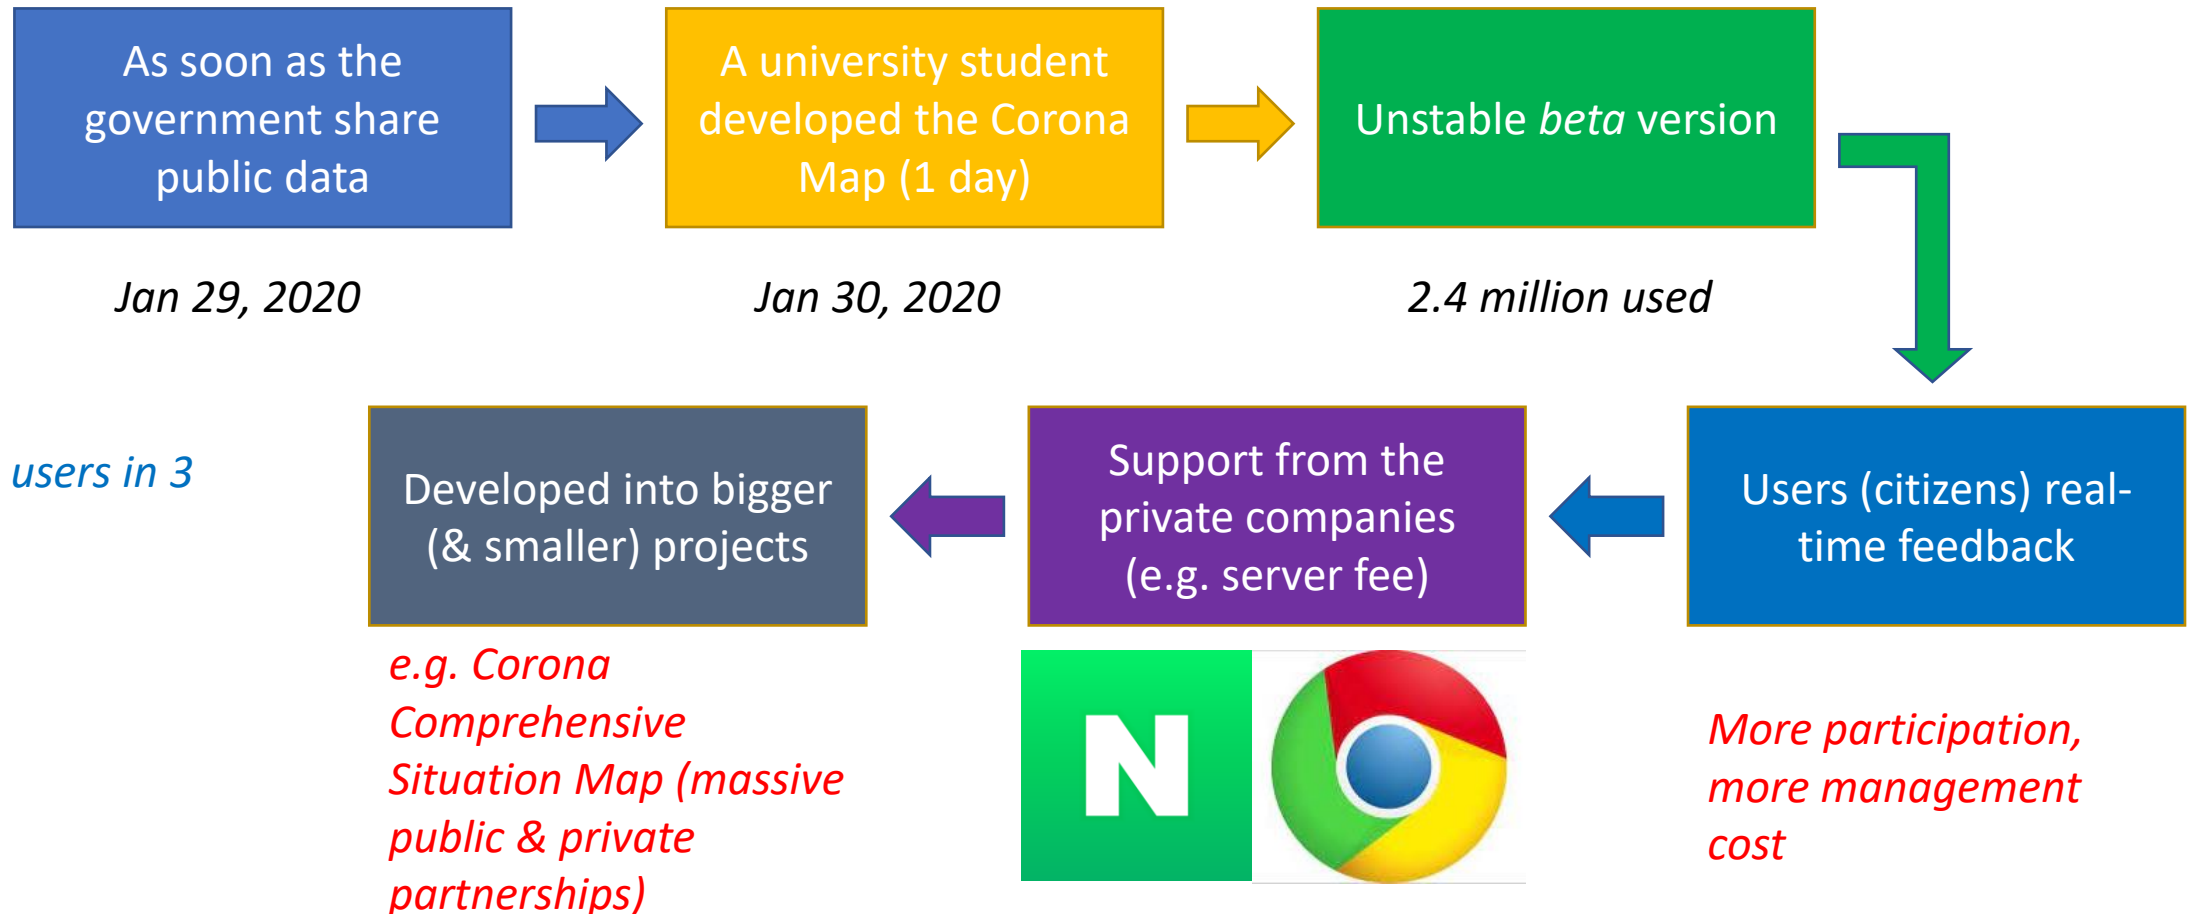 As soon as the
government share
public data
A university student
developed the Corona
Map (1 day)
Unstable beta version
Jan 29, 2020
Jan 30, 2020
2.4 million used
users in 3
Developed into bigger
(& smaller) projects
Support from the
private companies
(e.g. server fee)
Users (citizens) real-
time feedback
e.g. Corona
Comprehensive
Situation Map (massive
public & private
partnerships)
N
More participation,
more management
cost